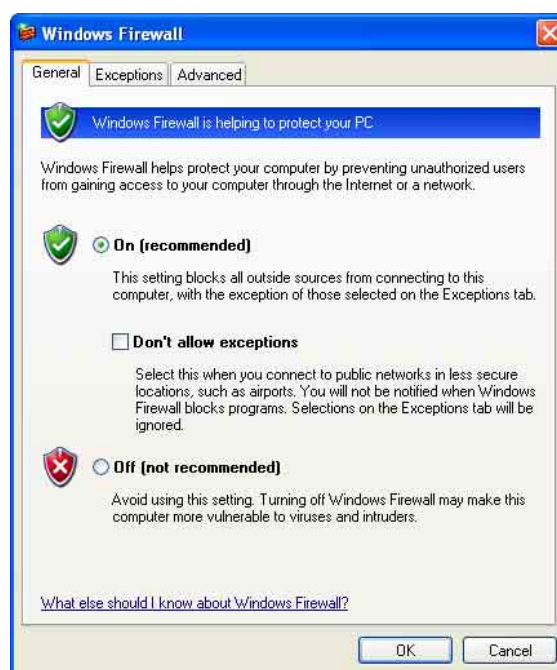 Windows Firewall
General Exceptions Advanced
Windows Firewall is helping to protect your PC
Windows Firewall helps protect your computer by preventing unauthorized users
from gaining access to your computer through the Internet or a network.
On (recommended)
This setting blocks all outside sources from connecting to this
computer, with the exception of those selected on the Exceptions tab.
Don't allow exceptions
Select this when you connect to public networks in less secure
locations, such as airports. You will not be notified when Windows
Firewall blocks programs. Selections on the Exceptions tab will be
ignored.
Off (not recommended)
Avoid using this setting. Turning off Windows Firewall may make this
computer more vulnerable to viruses and intruders.
What else should I know about Windows Firewall?
OK Cancel